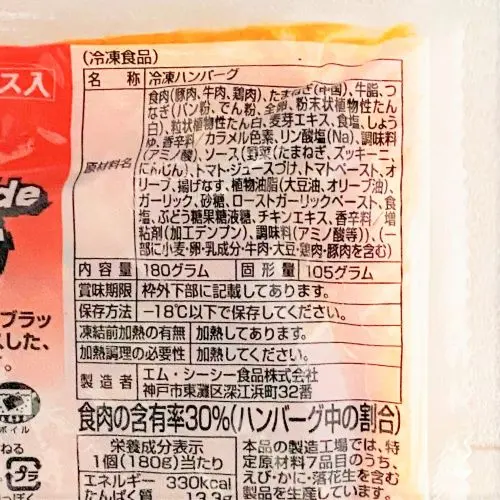 ス入
de
ブラッ
スした、
す。
ボイル
ねる
プラ
(冷凍食品)
名 称 冷凍ハンバーグ
原材料名
食肉(豚肉、牛肉、鶏肉)、たまねぎ(中国)、牛脂、つ
なぎ(パン粉、でん粉、全卵、粉末状植物性たん
白)、粒状植物性たん白、麦芽エキス、食塩、しょう
ゆ、香辛料/カラメル色素、リン酸塩(Na)、調味料
(アミノ酸)、ソース(野菜(たまねぎ、ズッキーニ、
にんじん)、トマト・ジュースづけ、トマトペースト、オ
リーブ、揚げなす、植物油脂(大豆油、オリーブ油)、
ガーリック、砂糖、ローストガーリックペースト、食
塩、ぶどう糖果糖液糖、チキンエキス、香辛料/増
粘剤(加工デンプン)、調味料(アミノ酸等))、(一
部に小麦・卵・乳成分・牛肉・大豆・鶏肉・豚肉を含む)
内 容 量 180グラム 固 形 量 105グラム
賞味期限 枠外下部に記載してあります。
保存方法 −18℃以下で保存してください。
凍結前加熱の有無 加熱してあります。
加熱調理の必要性 加熱してください。
製 造 者 エム・シーシー食品株式会社
神戸市東灘区深江浜町32番
食肉の含有率30%(ハンバーグ中の割合)
栄養成分表示
1個(180g)当たり
エネルギー 330kcal
たんぱく質 13.3g
本品の製造工場では、特
定原材料7品目のうち、
えび・かに・落花生を含む
製品を生産しています。